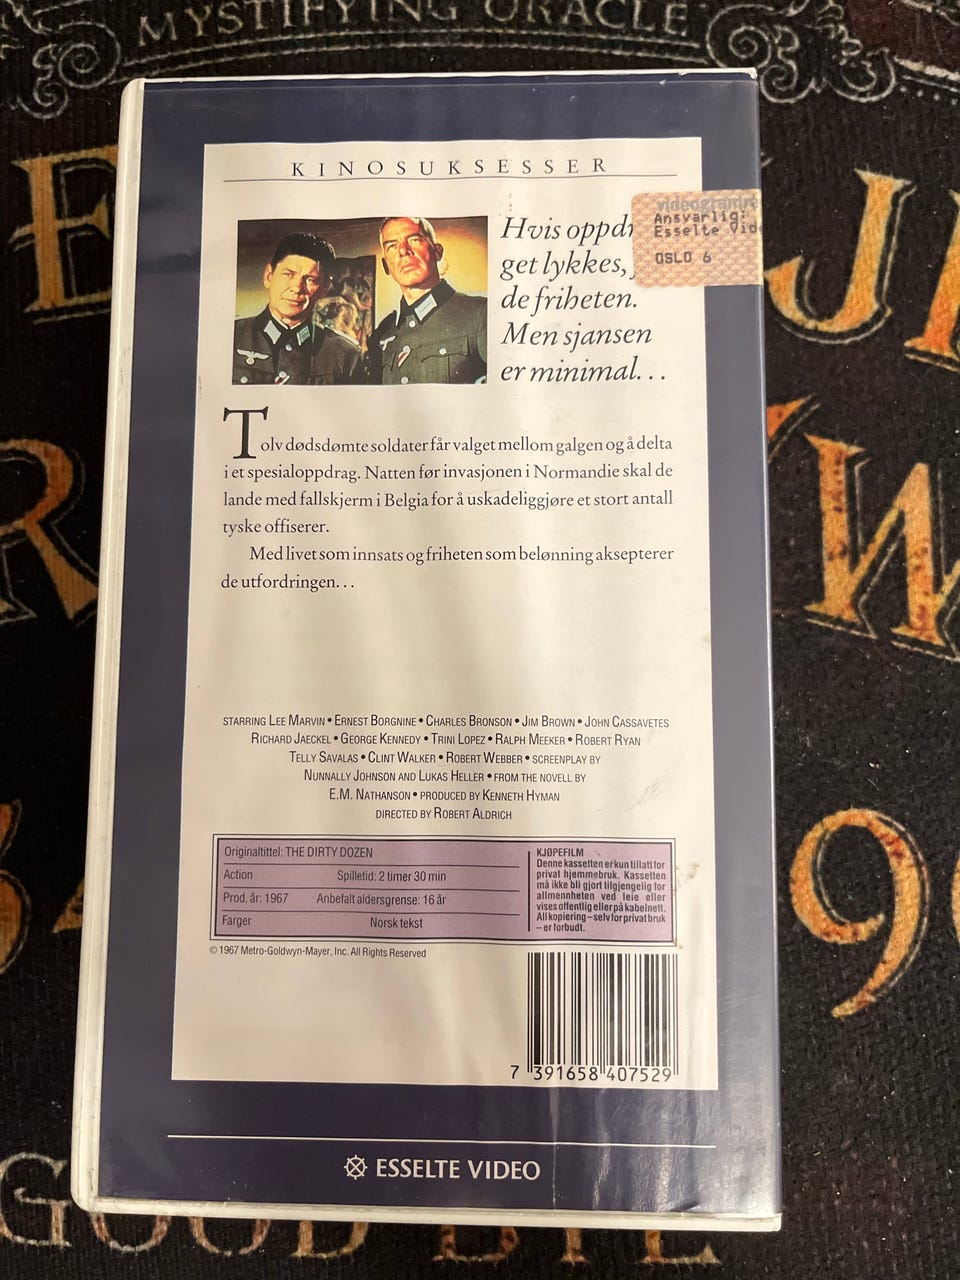 MYSTIFYING ORACLE
KINOSUKSESSER
Hvis oppdr
get lykkes,
de friheten.
Men sjansen
er minimal...
videogramre
Ansvarlig:
Esselte Vid
OSLO 6
Tolv dødsdømte soldater får valget mellom galgen og å delta
i et spesialoppdrag. Natten før invasjonen i Normandie skal de
lande med fallskjerm i Belgia for å uskadeliggjøre et stort antall
tyske offiserer.
Med livet som innsats og friheten som belønning aksepterer
de utfordringen...
STARRING LEE MARVIN • ERNEST BORGNINE • CHARLES BRONSON • JIM BROWN • JOHN CASSAVETES
RICHARD JAECKEL • GEORGE KENNEDY • TRINI LOPEZ • RALPH MEEKER • ROBERT RYAN
TELLY SAVALAS • CLINT WALKER • ROBERT WEBBER • SCREENPLAY BY
NUNNALLY JOHNSON AND LUKAS HELLER • FROM THE NOVELL BY
E.M. NATHANSON • PRODUCED BY KENNETH HYMAN
DIRECTED BY ROBERT ALDRICH
Originaltittel: THE DIRTY DOZEN
Action Spilletid: 2 timer 30 min
Prod. år: 1967 Anbefalt aldersgrense: 16 år
Farger Norsk tekst
KJØPEFILM
Denne kassetten er kun tillatt for
privat hjemmebruk. Kassetten
må ikke bli gjort tilgjengelig for
allmennheten ved leie eller
vises offentlig eller på kabelnett.
All kopiering – selv for privat bruk
– er forbudt.
© 1967 Metro-Goldwyn-Mayer, Inc. All Rights Reserved
7 391658 407529
ESSELTE VIDEO
GOOD BYE